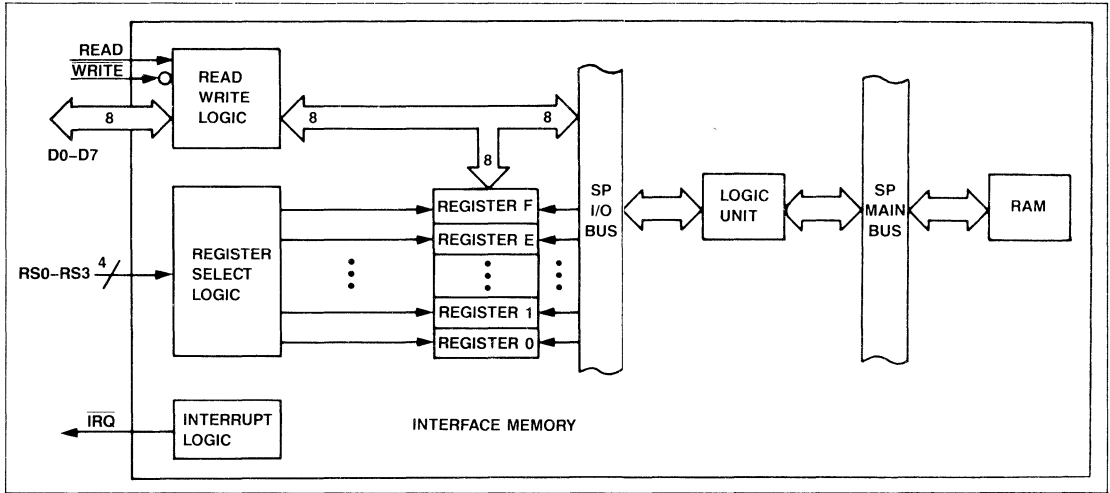 READ
WRITE
8
D0–D7
READ
WRITE
LOGIC
8
8
8
RS0–RS3
4
REGISTER
SELECT
LOGIC
REGISTER F
REGISTER E
REGISTER 1
REGISTER 0
SP
I/O
BUS
LOGIC
UNIT
SP
MAIN
BUS
RAM
IRQ
INTERRUPT
LOGIC
INTERFACE MEMORY